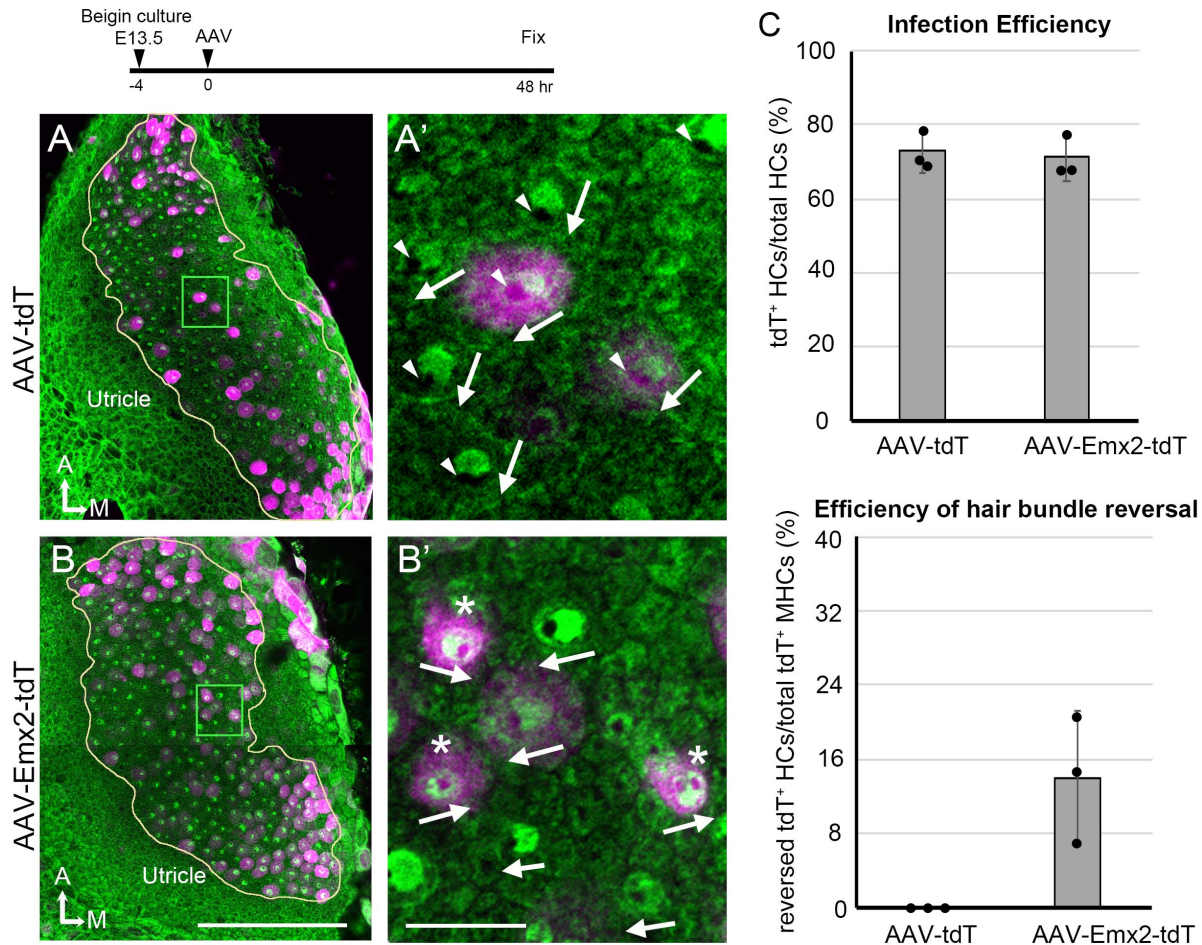 Beigin culture
E13.5
AAV
Fix
-4
0
48 hr
A
AAV-tdT
Utricle
A
M
A'
B
AAV-Emx2-tdT
Utricle
A
M
B'
*
*
*
C
Infection Efficiency
tdT⁺ HCs/total HCs (%)
100
80
60
40
20
0
AAV-tdT
AAV-Emx2-tdT
Efficiency of hair bundle reversal
reversed tdT⁺ HCs/total tdT⁺ MHCs (%)
40
32
24
16
8
0
AAV-tdT
AAV-Emx2-tdT